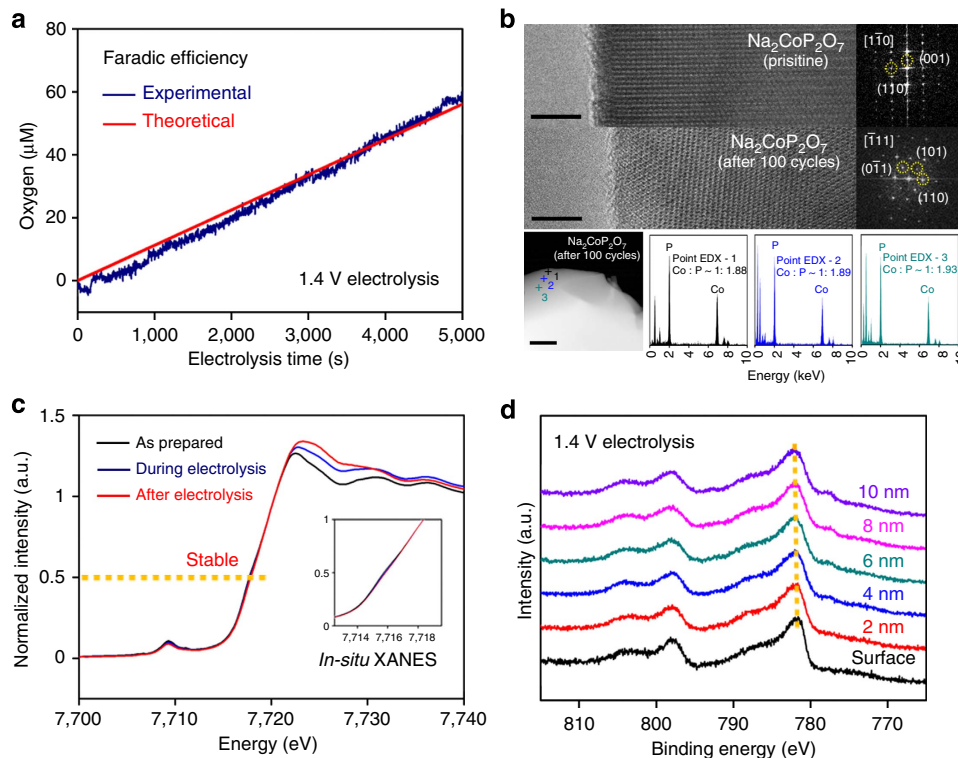 a
Faradic efficiency
Experimental
Theoretical
1.4 V electrolysis
Oxygen (μM)
60
40
20
0
0
1,000
2,000
3,000
4,000
5,000
Electrolysis time (s)
b
Na2CoP2O7
(prisitine)
[11̅0]
(001)
(110)
Na2CoP2O7
(after 100 cycles)
[1̅11]
(101)
(01̅1)
(110)
Na2CoP2O7
(after 100 cycles)
1
2
3
P
Point EDX - 1
Co : P ~ 1: 1.88
Co
0 2 4 6 8 10
P
Point EDX - 2
Co : P ~ 1: 1.89
Co
0 2 4 6 8 10
P
Point EDX - 3
Co : P ~ 1: 1.93
Co
0 2 4 6 8 10
Energy (keV)
c
Normalized intensity (a.u.)
1.5
1
0.5
0
As prepared
During electrolysis
After electrolysis
Stable
1
0.5
0
7,714 7,716 7,718
In-situ XANES
7,700
7,710
7,720
7,730
7,740
Energy (eV)
d
1.4 V electrolysis
Intensity (a.u.)
10 nm
8 nm
6 nm
4 nm
2 nm
Surface
810
800
790
780
770
Binding energy (eV)